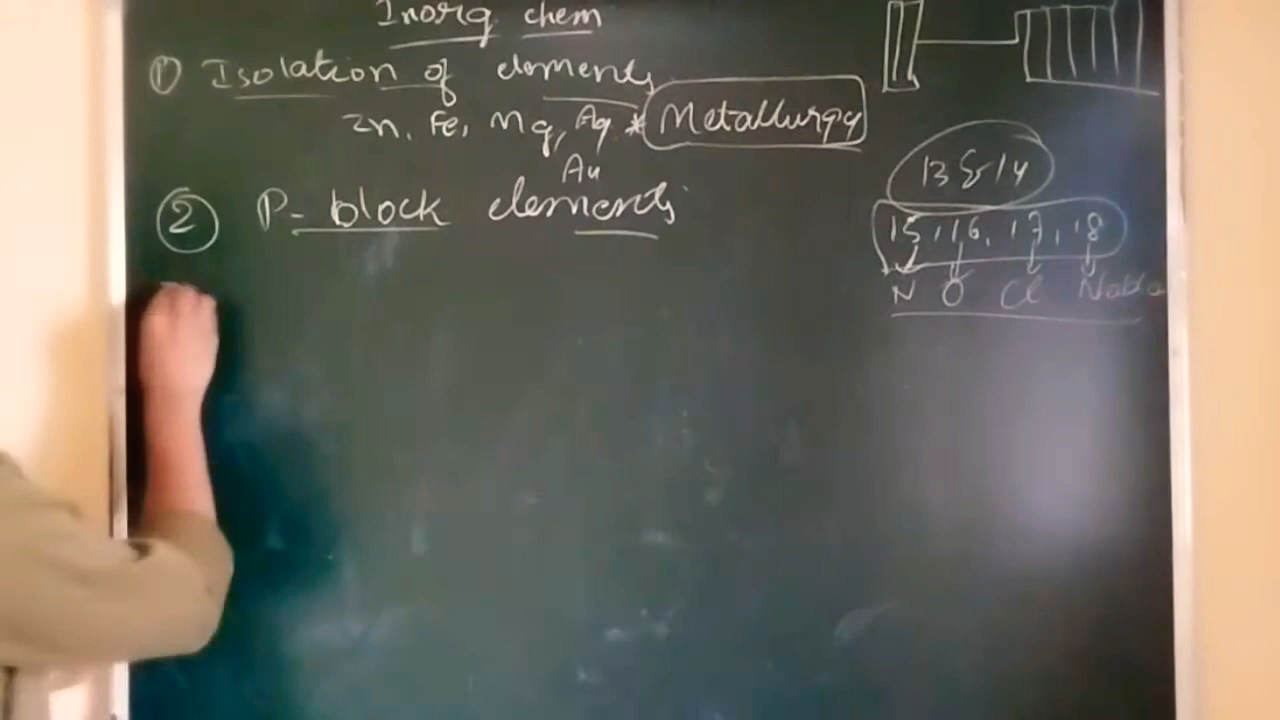 Inorg chem
1) Isolation of elements
Zn, Fe, Mg, Ag * Metallurgy
Au
2 P-block elements
13 & 14
15, 16, 17, 18
N O Cl Noble